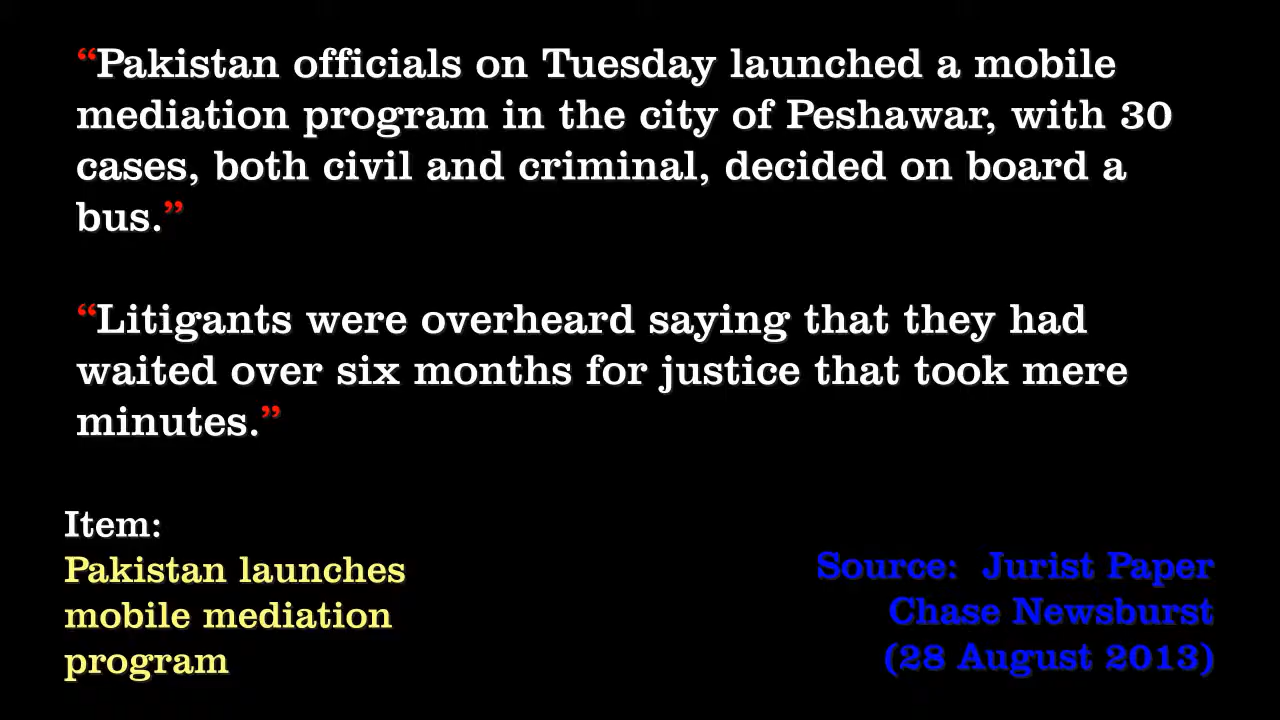 “Pakistan officials on Tuesday launched a mobile
mediation program in the city of Peshawar, with 30
cases, both civil and criminal, decided on board a
bus.”
“Litigants were overheard saying that they had
waited over six months for justice that took mere
minutes.”
Item:
Pakistan launches
mobile mediation
program
Source:  Jurist Paper
Chase Newsburst
(28 August 2013)